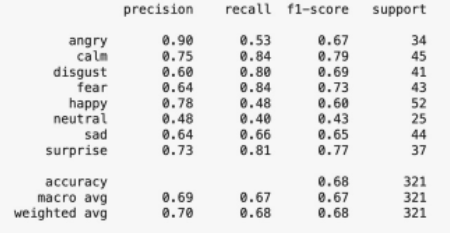 precision recall f1-score support
angry 0.90 0.53 0.67 34
calm 0.75 0.84 0.79 45
disgust 0.60 0.80 0.69 41
fear 0.64 0.84 0.73 43
happy 0.78 0.48 0.60 52
neutral 0.48 0.40 0.43 25
sad 0.64 0.66 0.65 44
surprise 0.73 0.81 0.77 37
accuracy 0.68 321
macro avg 0.69 0.67 0.67 321
weighted avg 0.70 0.68 0.68 321